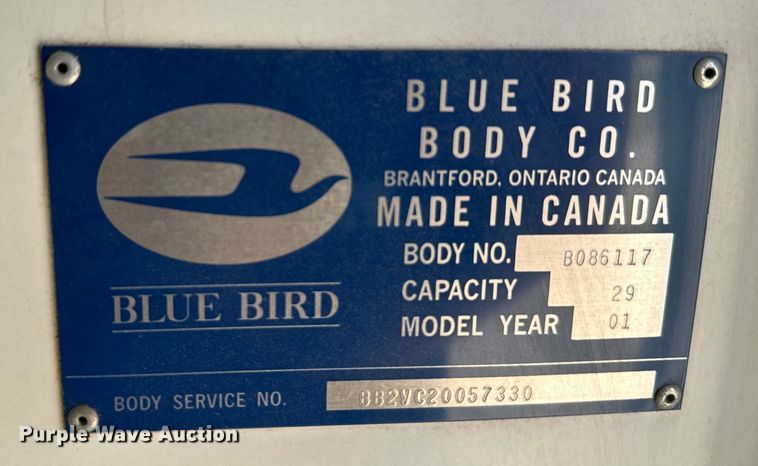 BLUE BIRD
BODY CO.
BRANTFORD, ONTARIO CANADA
MADE IN CANADA
BODY NO. B086117
CAPACITY 29
MODEL YEAR 01
BLUE BIRD
BODY SERVICE NO. BB2VC20057330
Purple Wave Auction